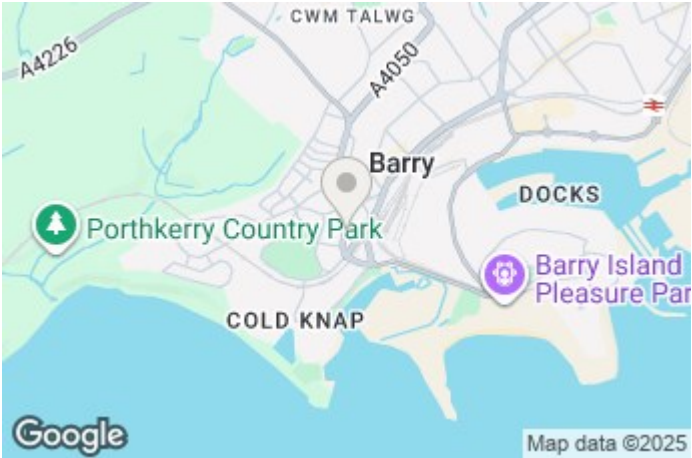 CWM TALWG
A4226
A4050
Barry
DOCKS
Porthkerry Country Park
Barry Island
Pleasure Par
COLD KNAP
Google
Map data ©2025